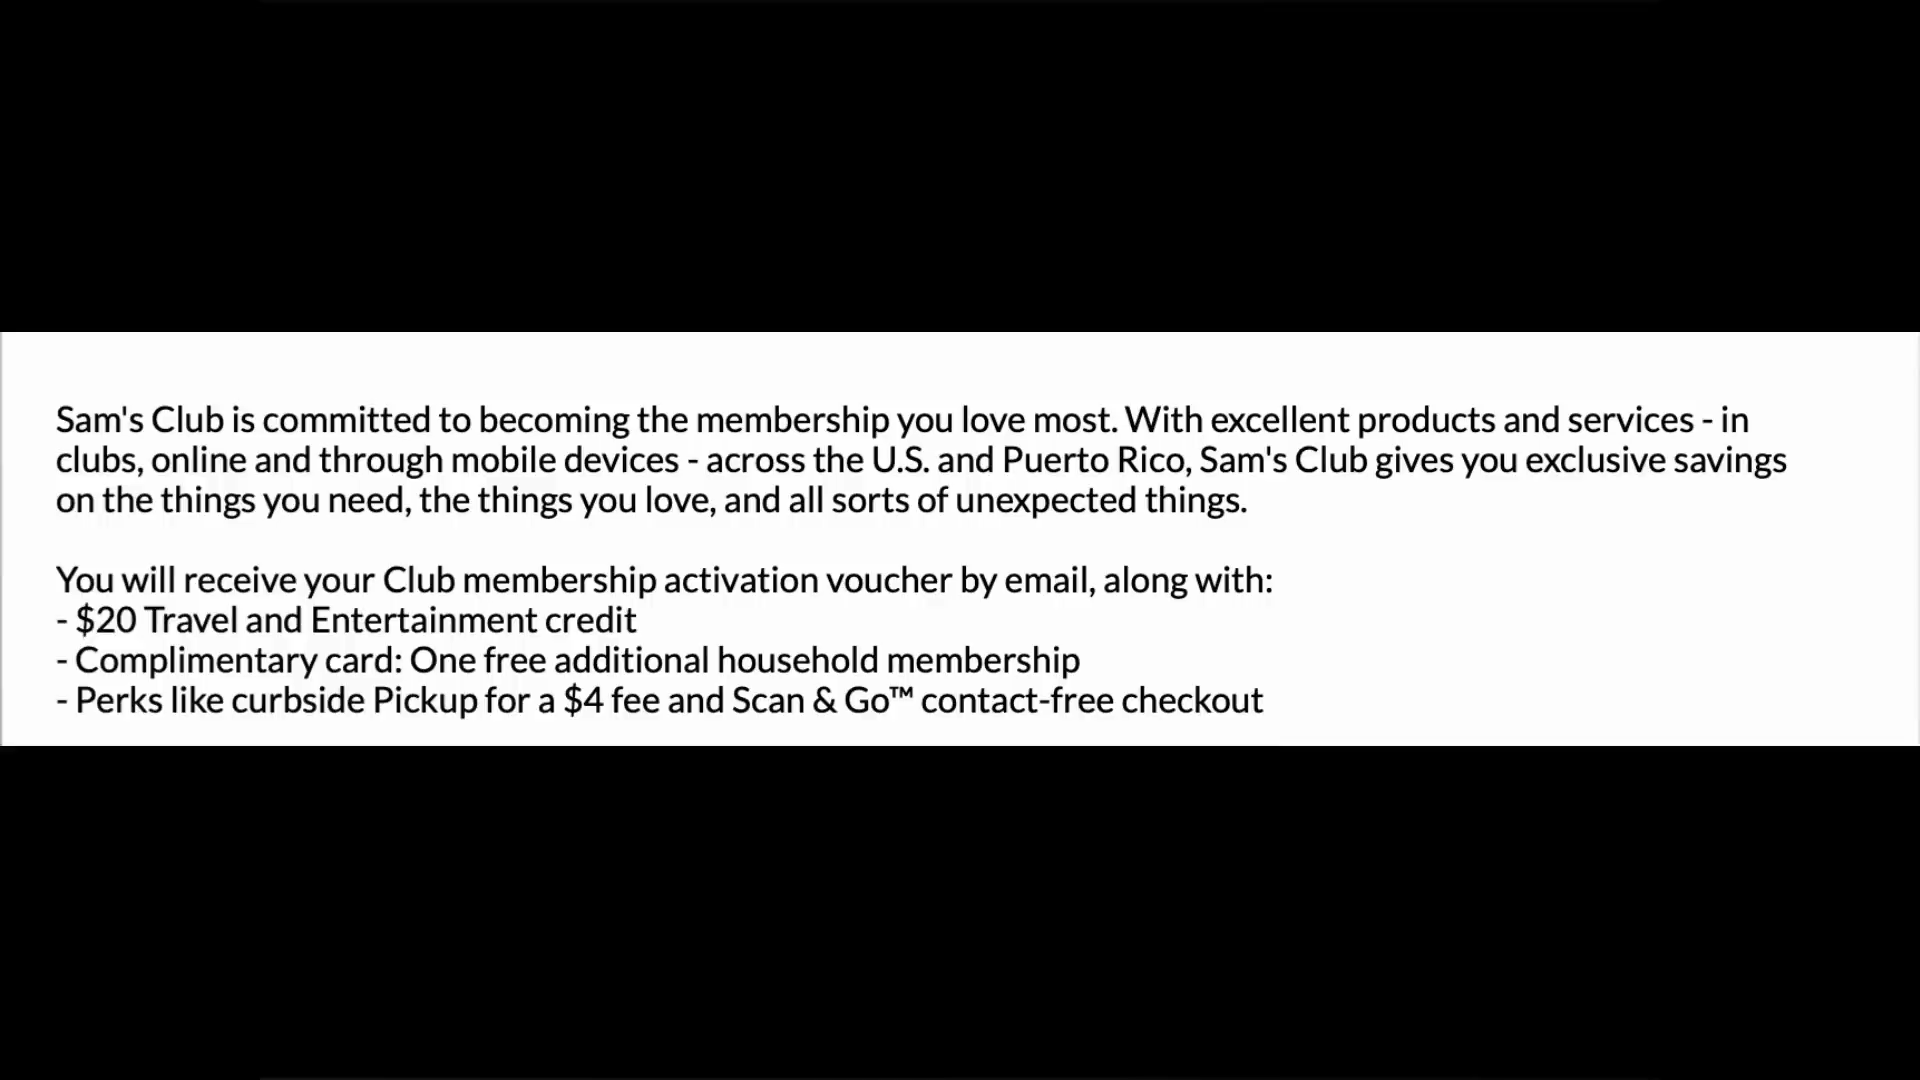 Sam's Club is committed to becoming the membership you love most. With excellent products and services - in
clubs, online and through mobile devices - across the U.S. and Puerto Rico, Sam's Club gives you exclusive savings
on the things you need, the things you love, and all sorts of unexpected things.
You will receive your Club membership activation voucher by email, along with:
- $20 Travel and Entertainment credit
- Complimentary card: One free additional household membership
- Perks like curbside Pickup for a $4 fee and Scan & Go™ contact-free checkout